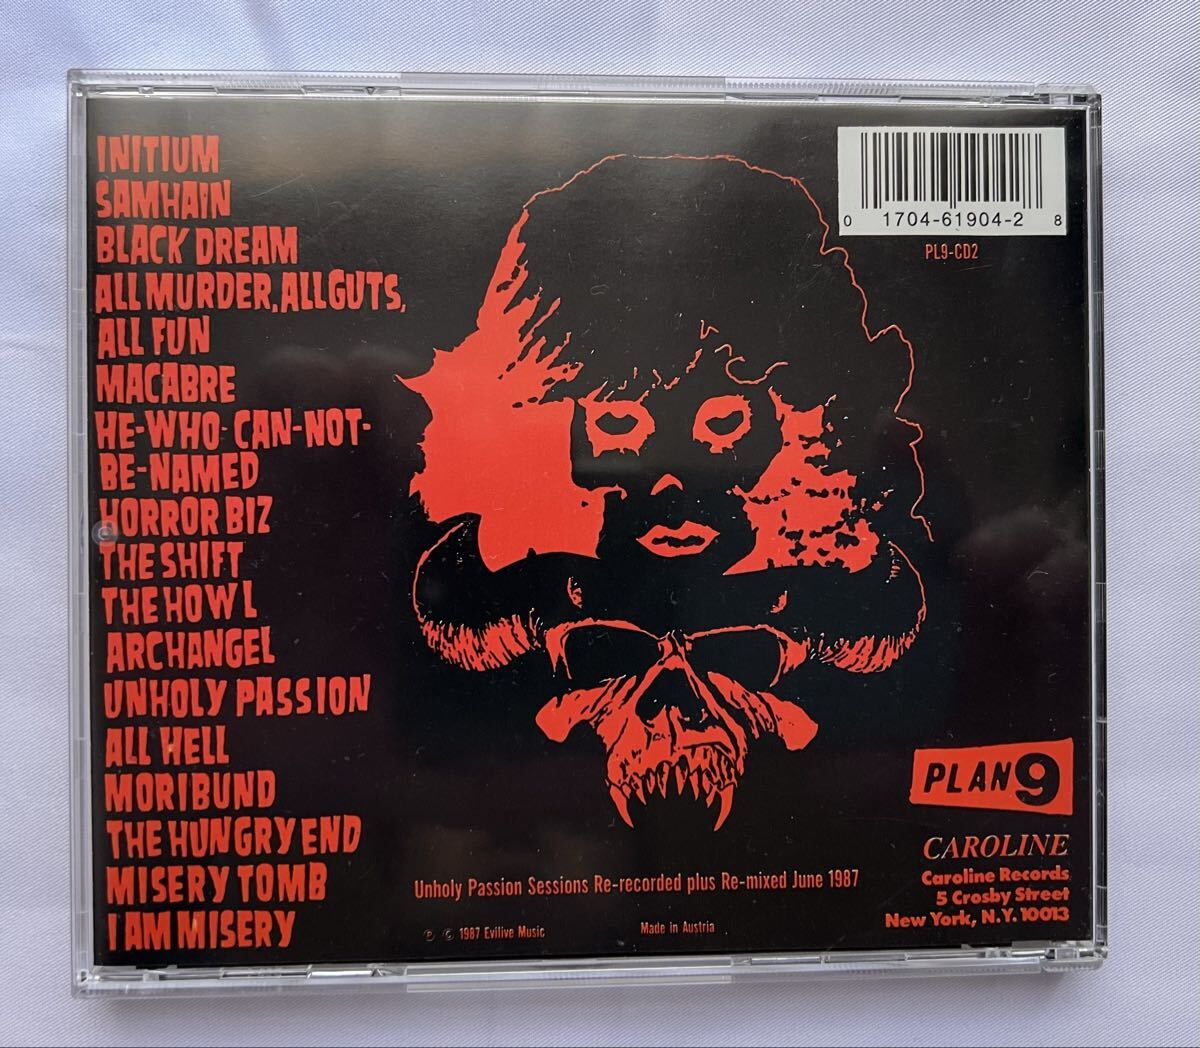 INITIUM
SAMHAIN
BLACK DREAM
ALL MURDER, ALL GUTS,
ALL FUN
MACABRE
HE-WHO-CAN-NOT-
BE-NAMED
HORROR BIZ
THE SHIFT
THE HOWL
ARCHANGEL
UNHOLY PASSION
ALL HELL
MORIBUND
THE HUNGRY END
MISERY TOMB
I AM MISERY
0 1704-61904-2 8
PL9-CD2
PLAN 9
CAROLINE
Caroline Records
5 Crosby Street
New York, N.Y. 10013
Unholy Passion Sessions Re-recorded plus Re-mixed June 1987
℗ © 1987 Evilive Music
Made in Austria